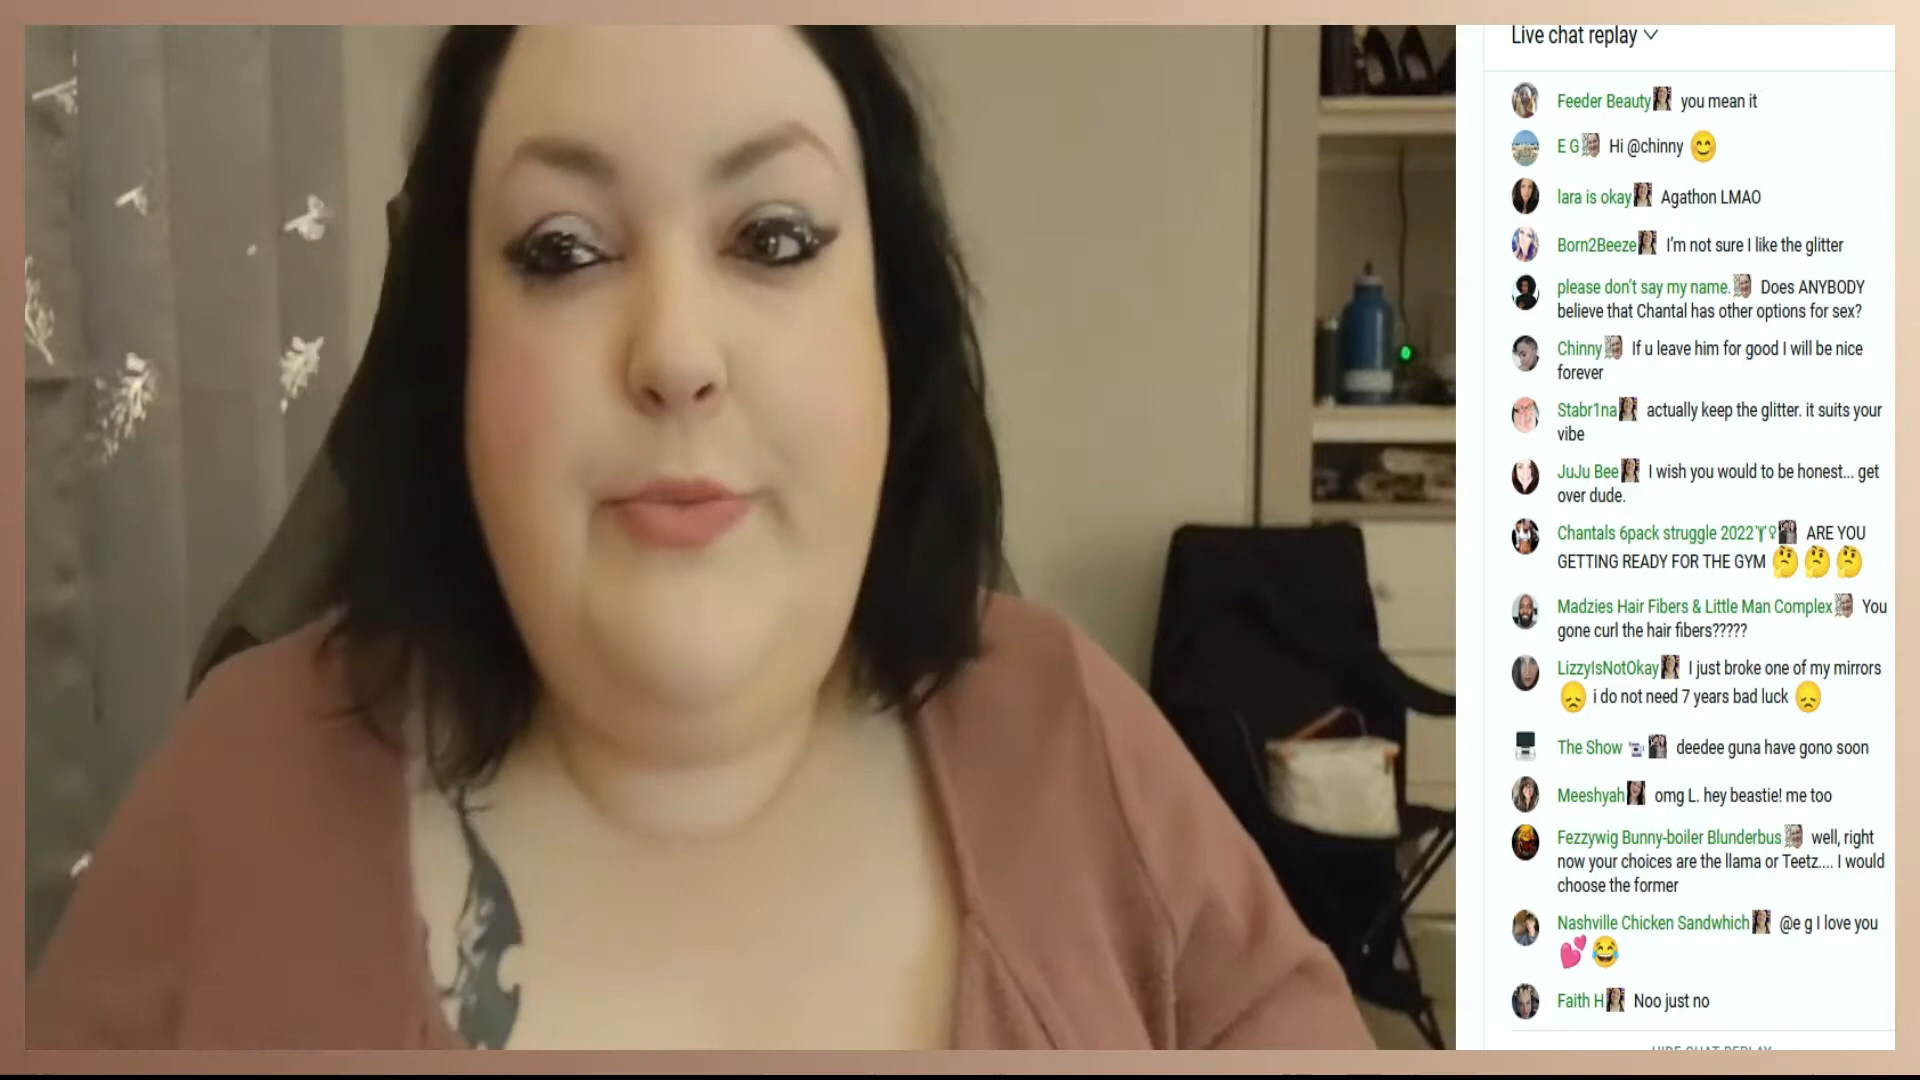 Live chat replay
Feeder Beauty you mean it
E G Hi @chinny 😊
lara is okay Agathon LMAO
Born2Beeze I'm not sure I like the glitter
please don't say my name. Does ANYBODY
believe that Chantal has other options for sex?
Chinny If u leave him for good I will be nice
forever
Stabr1na actually keep the glitter. it suits your
vibe
JuJu Bee I wish you would to be honest... get
over dude.
Chantals 6pack struggle 2022🏋️♀ ARE YOU
GETTING READY FOR THE GYM 🤔🤔🤔
Madzies Hair Fibers & Little Man Complex You
gone curl the hair fibers?????
LizzyIsNotOkay I just broke one of my mirrors
😞 i do not need 7 years bad luck 😞
The Show deedee guna have gono soon
Meeshyah omg L. hey beastie! me too
Fezzywig Bunny-boiler Blunderbus well, right
now your choices are the llama or Teetz.... I would
choose the former
Nashville Chicken Sandwhich @e g I love you
💕😂
Faith H Noo just no
HIDE CHAT REPLAY